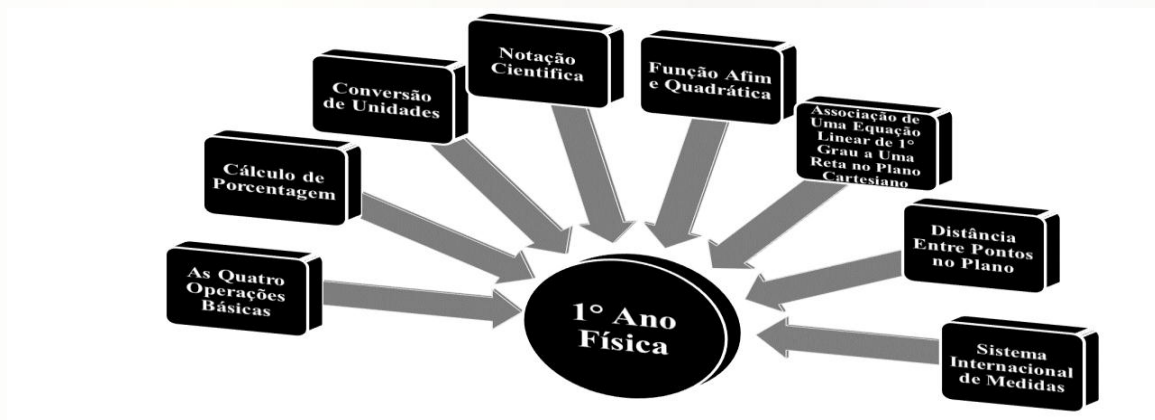 As Quatro
Operações
Básicas
Cálculo de
Porcentagem
Conversão
de Unidades
Notação
Cientifica
Função Afim
e Quadrática
Associação de
Uma Equação
Linear de 1°
Grau a Uma
Reta no Plano
Cartesiano
Distância
Entre Pontos
no Plano
Sistema
Internacional
de Medidas
1° Ano
Física